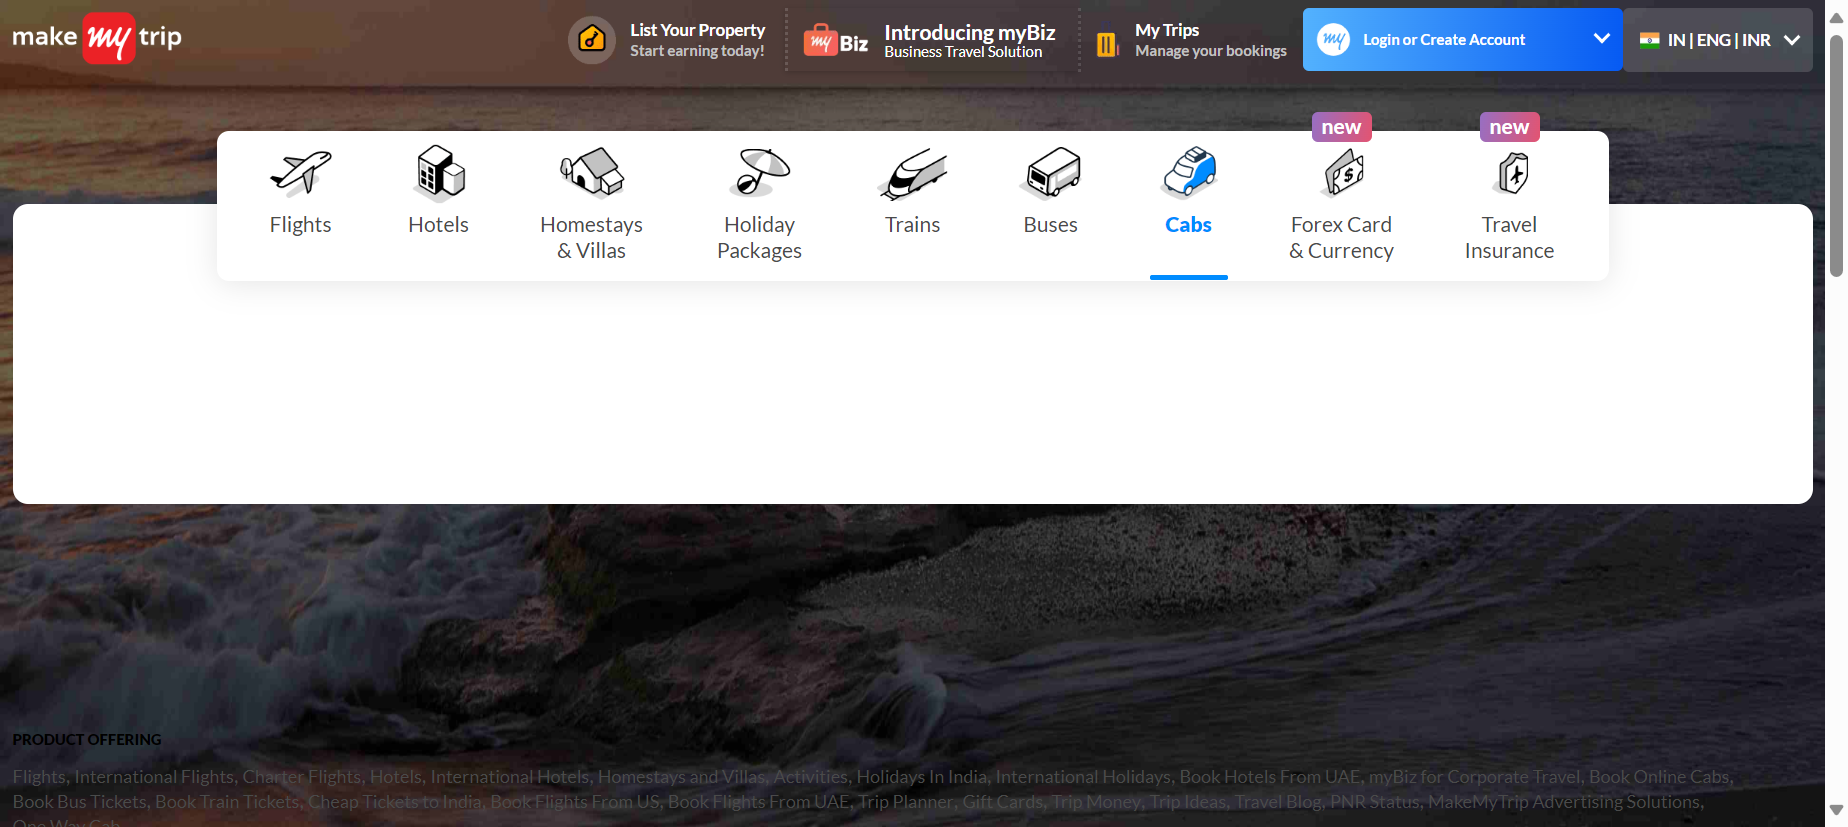 make my trip
List Your Property
Start earning today!
my Biz
Introducing myBiz
Business Travel Solution
My Trips
Manage your bookings
my Login or Create Account
IN | ENG | INR
new
new
Flights
Hotels
Homestays
& Villas
Holiday
Packages
Trains
Buses
Cabs
Forex Card
& Currency
Travel
Insurance
PRODUCT OFFERING
Flights, International Flights, Charter Flights, Hotels, International Hotels, Homestays and Villas, Activities, Holidays In India, International Holidays, Book Hotels From UAE, myBiz for Corporate Travel, Book Online Cabs,
Book Bus Tickets, Book Train Tickets, Cheap Tickets to India, Book Flights From US, Book Flights From UAE, Trip Planner, Gift Cards, Trip Money, Trip Ideas, Travel Blog, PNR Status, MakeMyTrip Advertising Solutions,
One Way Cab